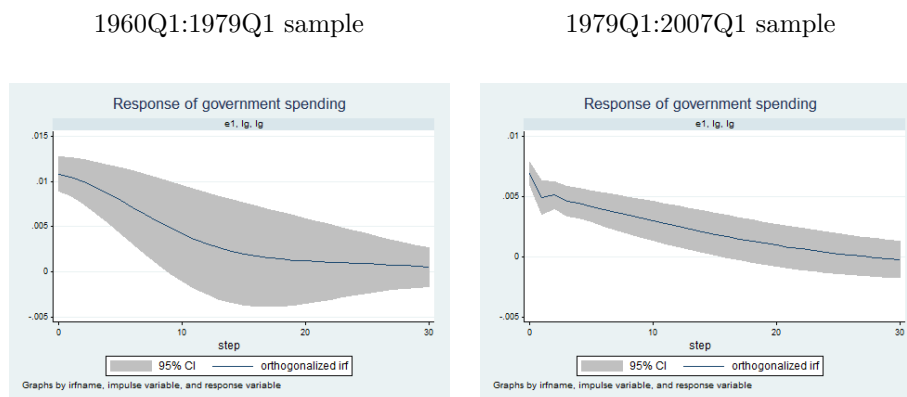 1960Q1:1979Q1 sample
1979Q1:2007Q1 sample
Response of government spending
e1, lg, lg
.015
.01
.005
0
-.005
0
10
20
30
step
95% CI
orthogonalized irf
Graphs by irfname, impulse variable, and response variable
Response of government spending
e1, lg, lg
.01
.005
0
-.005
0
10
20
30
step
95% CI
orthogonalized irf
Graphs by irfname, impulse variable, and response variable